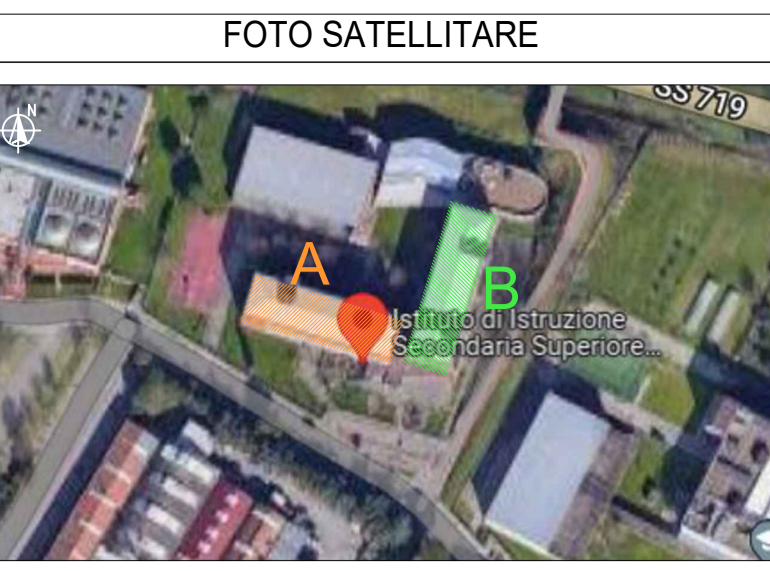 FOTO SATELLITARE
N
SS 719
A
B
Istituto di Istruzione
Secondaria Superiore...